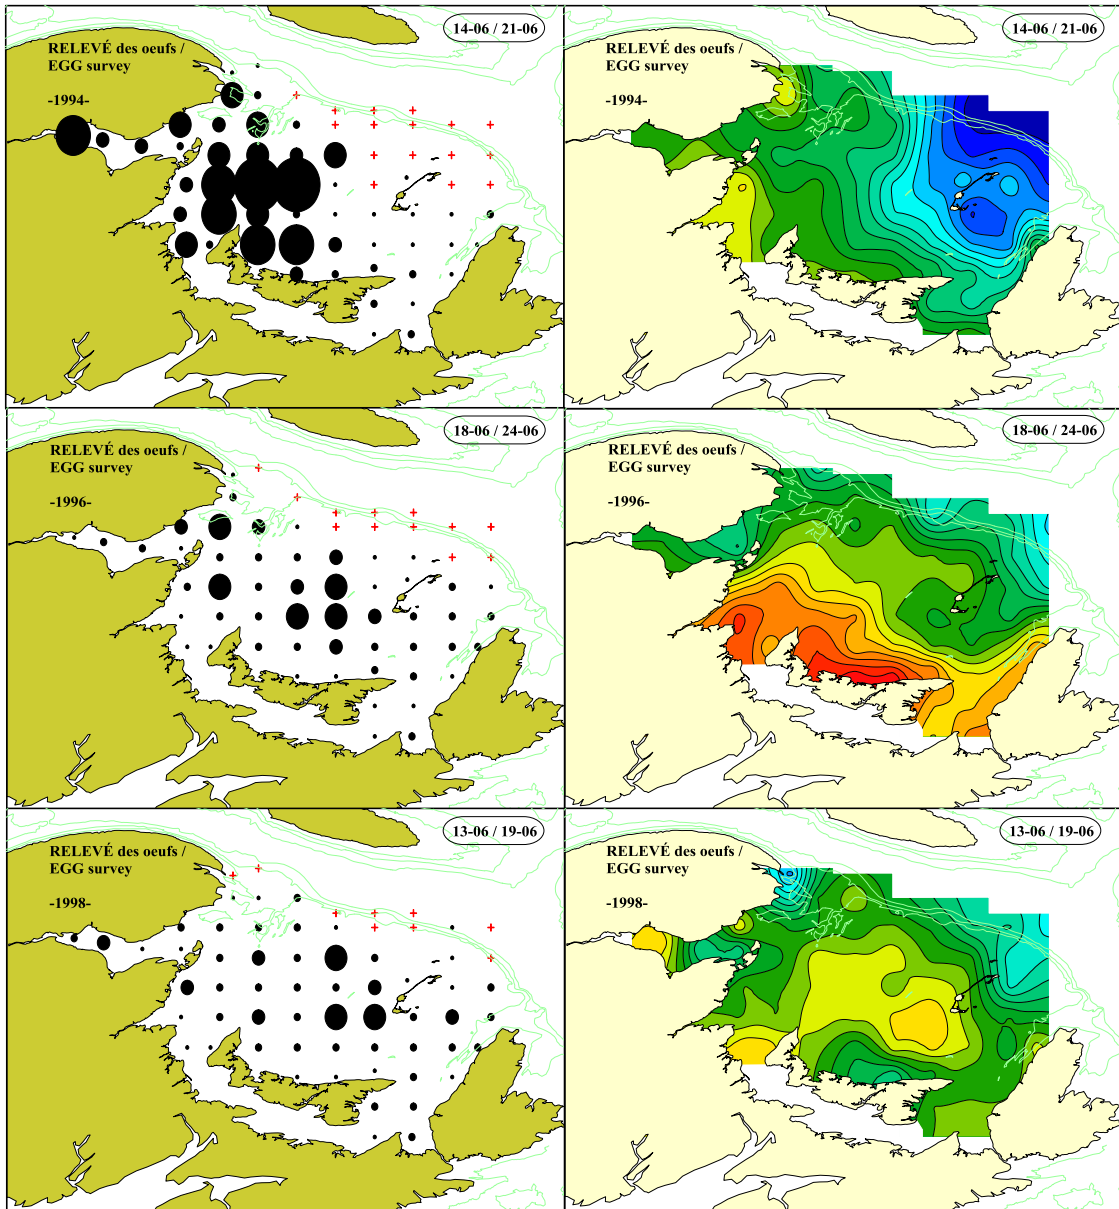 RELEVÉ des oeufs /
EGG survey
-1994-
14-06 / 21-06
RELEVÉ des oeufs /
EGG survey
-1994-
14-06 / 21-06
RELEVÉ des oeufs /
EGG survey
-1996-
18-06 / 24-06
RELEVÉ des oeufs /
EGG survey
-1996-
18-06 / 24-06
RELEVÉ des oeufs /
EGG survey
-1998-
13-06 / 19-06
RELEVÉ des oeufs /
EGG survey
-1998-
13-06 / 19-06